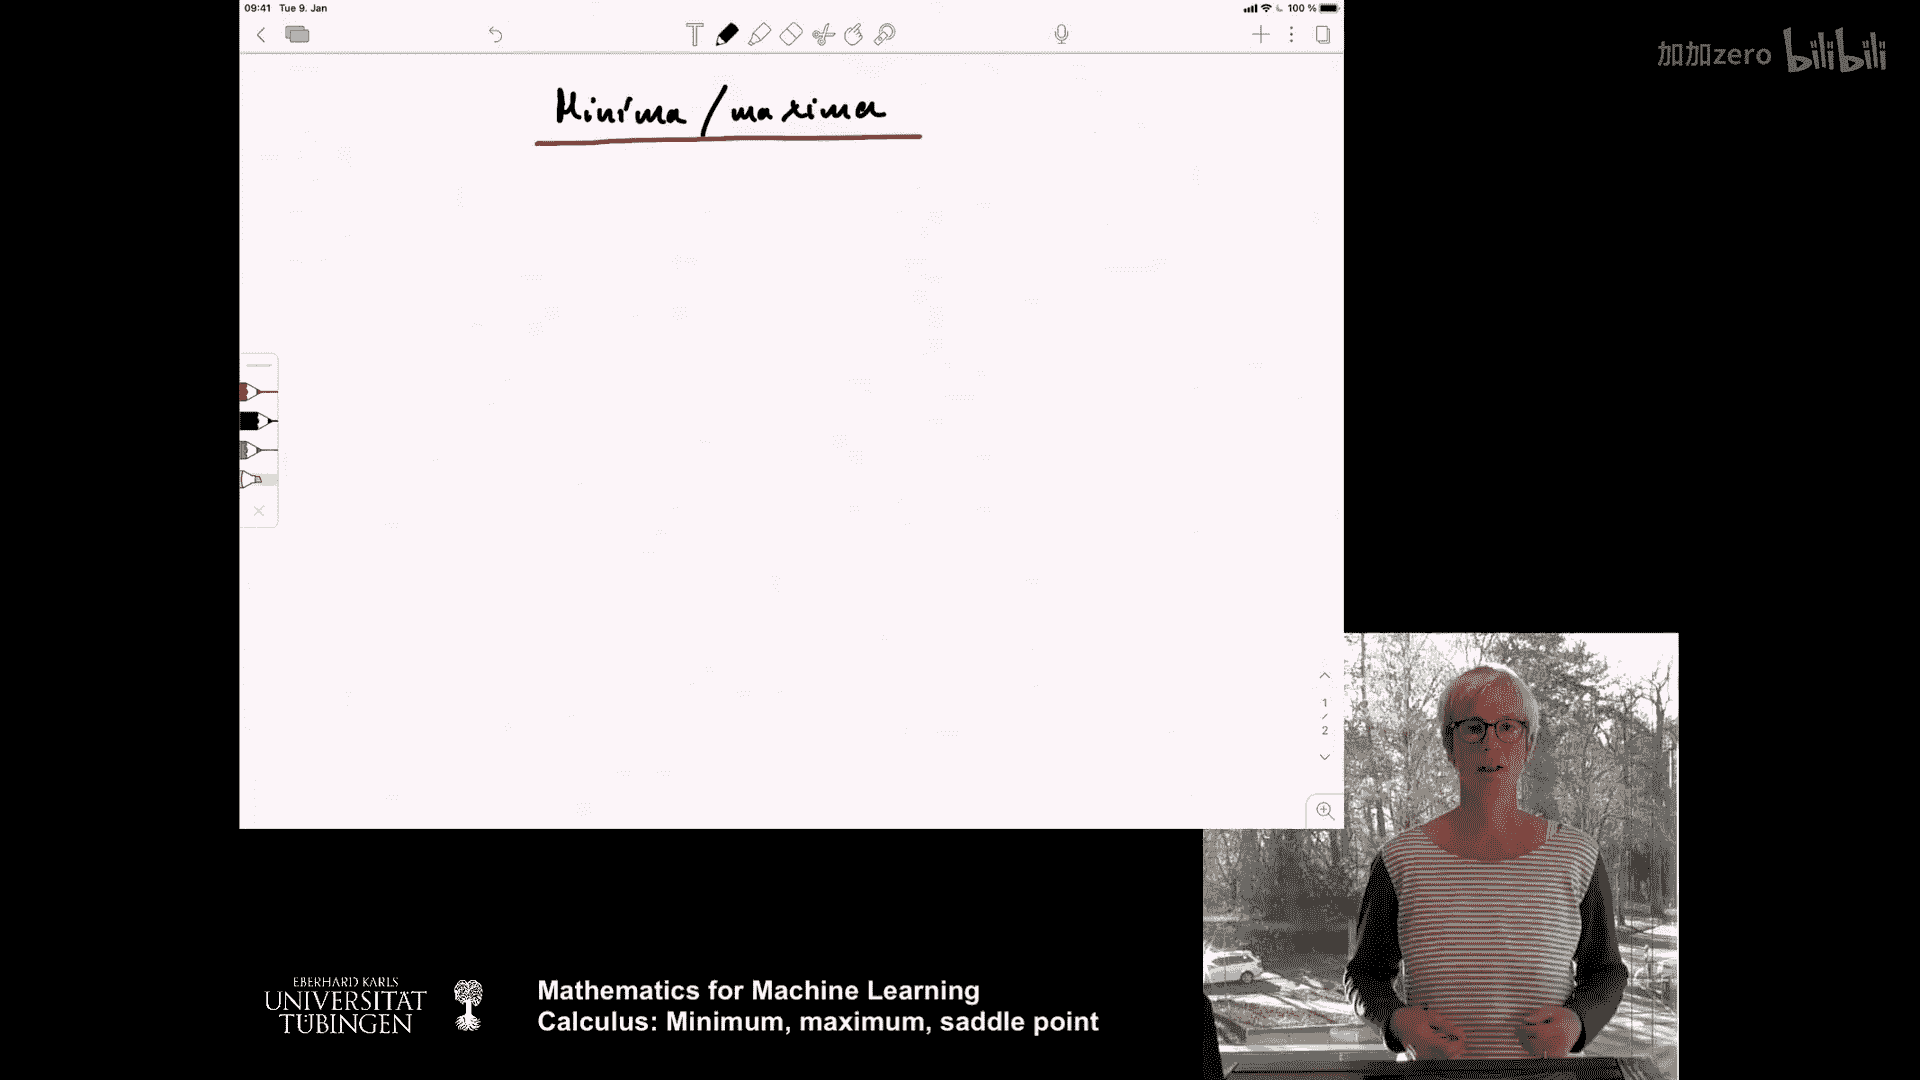 09:41 Tue 9. Jan
100 %
加加zero bilibili
T
Minima / maxima
1
/
2
EBERHARD KARLS
UNIVERSITÄT
TÜBINGEN
Mathematics for Machine Learning
Calculus: Minimum, maximum, saddle point